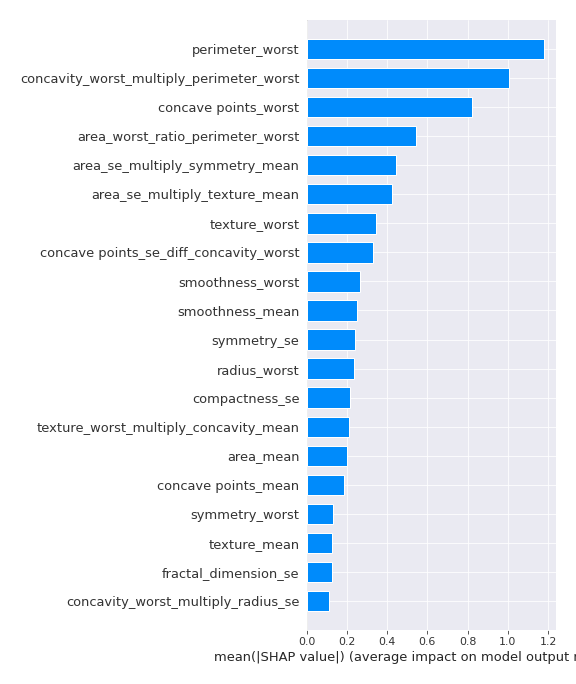 perimeter_worst
concavity_worst_multiply_perimeter_worst
concave points_worst
area_worst_ratio_perimeter_worst
area_se_multiply_symmetry_mean
area_se_multiply_texture_mean
texture_worst
concave points_se_diff_concavity_worst
smoothness_worst
smoothness_mean
symmetry_se
radius_worst
compactness_se
texture_worst_multiply_concavity_mean
area_mean
concave points_mean
symmetry_worst
texture_mean
fractal_dimension_se
concavity_worst_multiply_radius_se
0.0 0.2 0.4 0.6 0.8 1.0 1.2
mean(|SHAP value|) (average impact on model output